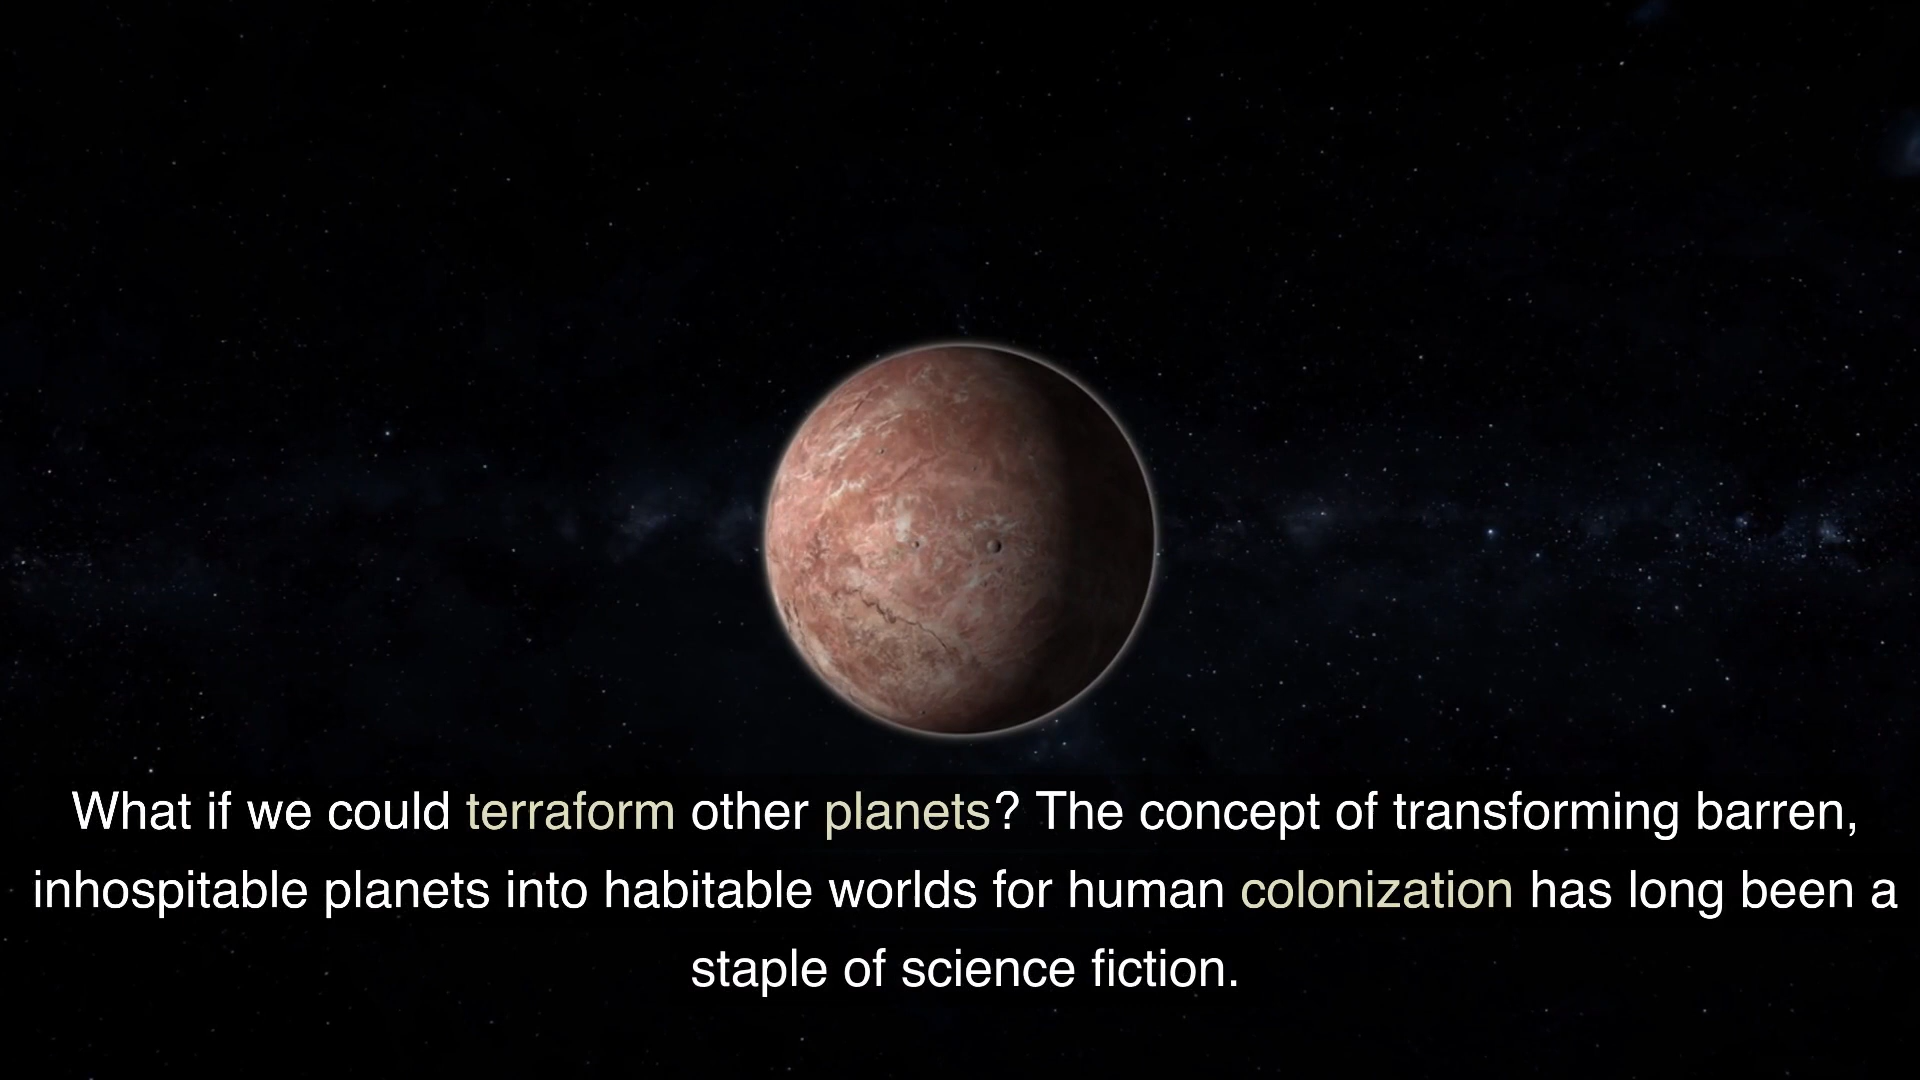 What if we could terraform other planets? The concept of transforming barren,
inhospitable planets into habitable worlds for human colonization has long been a
staple of science fiction.